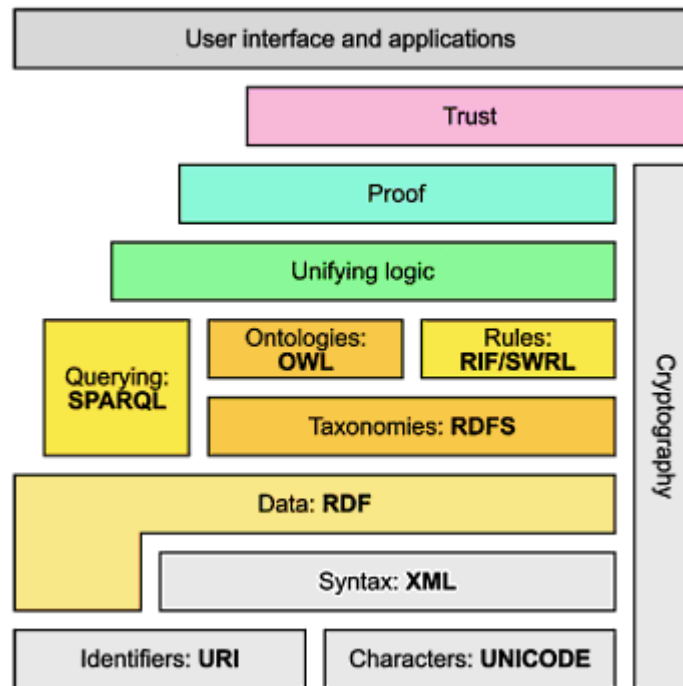 User interface and applications
Trust
Proof
Unifying logic
Querying:
SPARQL
Ontologies:
OWL
Rules:
RIF/SWRL
Taxonomies: RDFS
Cryptography
Data: RDF
Syntax: XML
Identifiers: URI
Characters: UNICODE